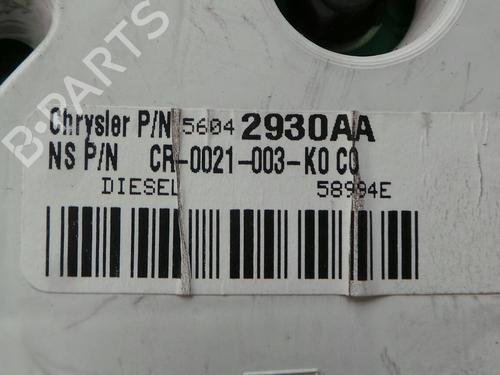 B-PARTS
Chrysler P/N 56042930AA
NS P/N CR-0021-003-K0 C0
DIESEL 58994E